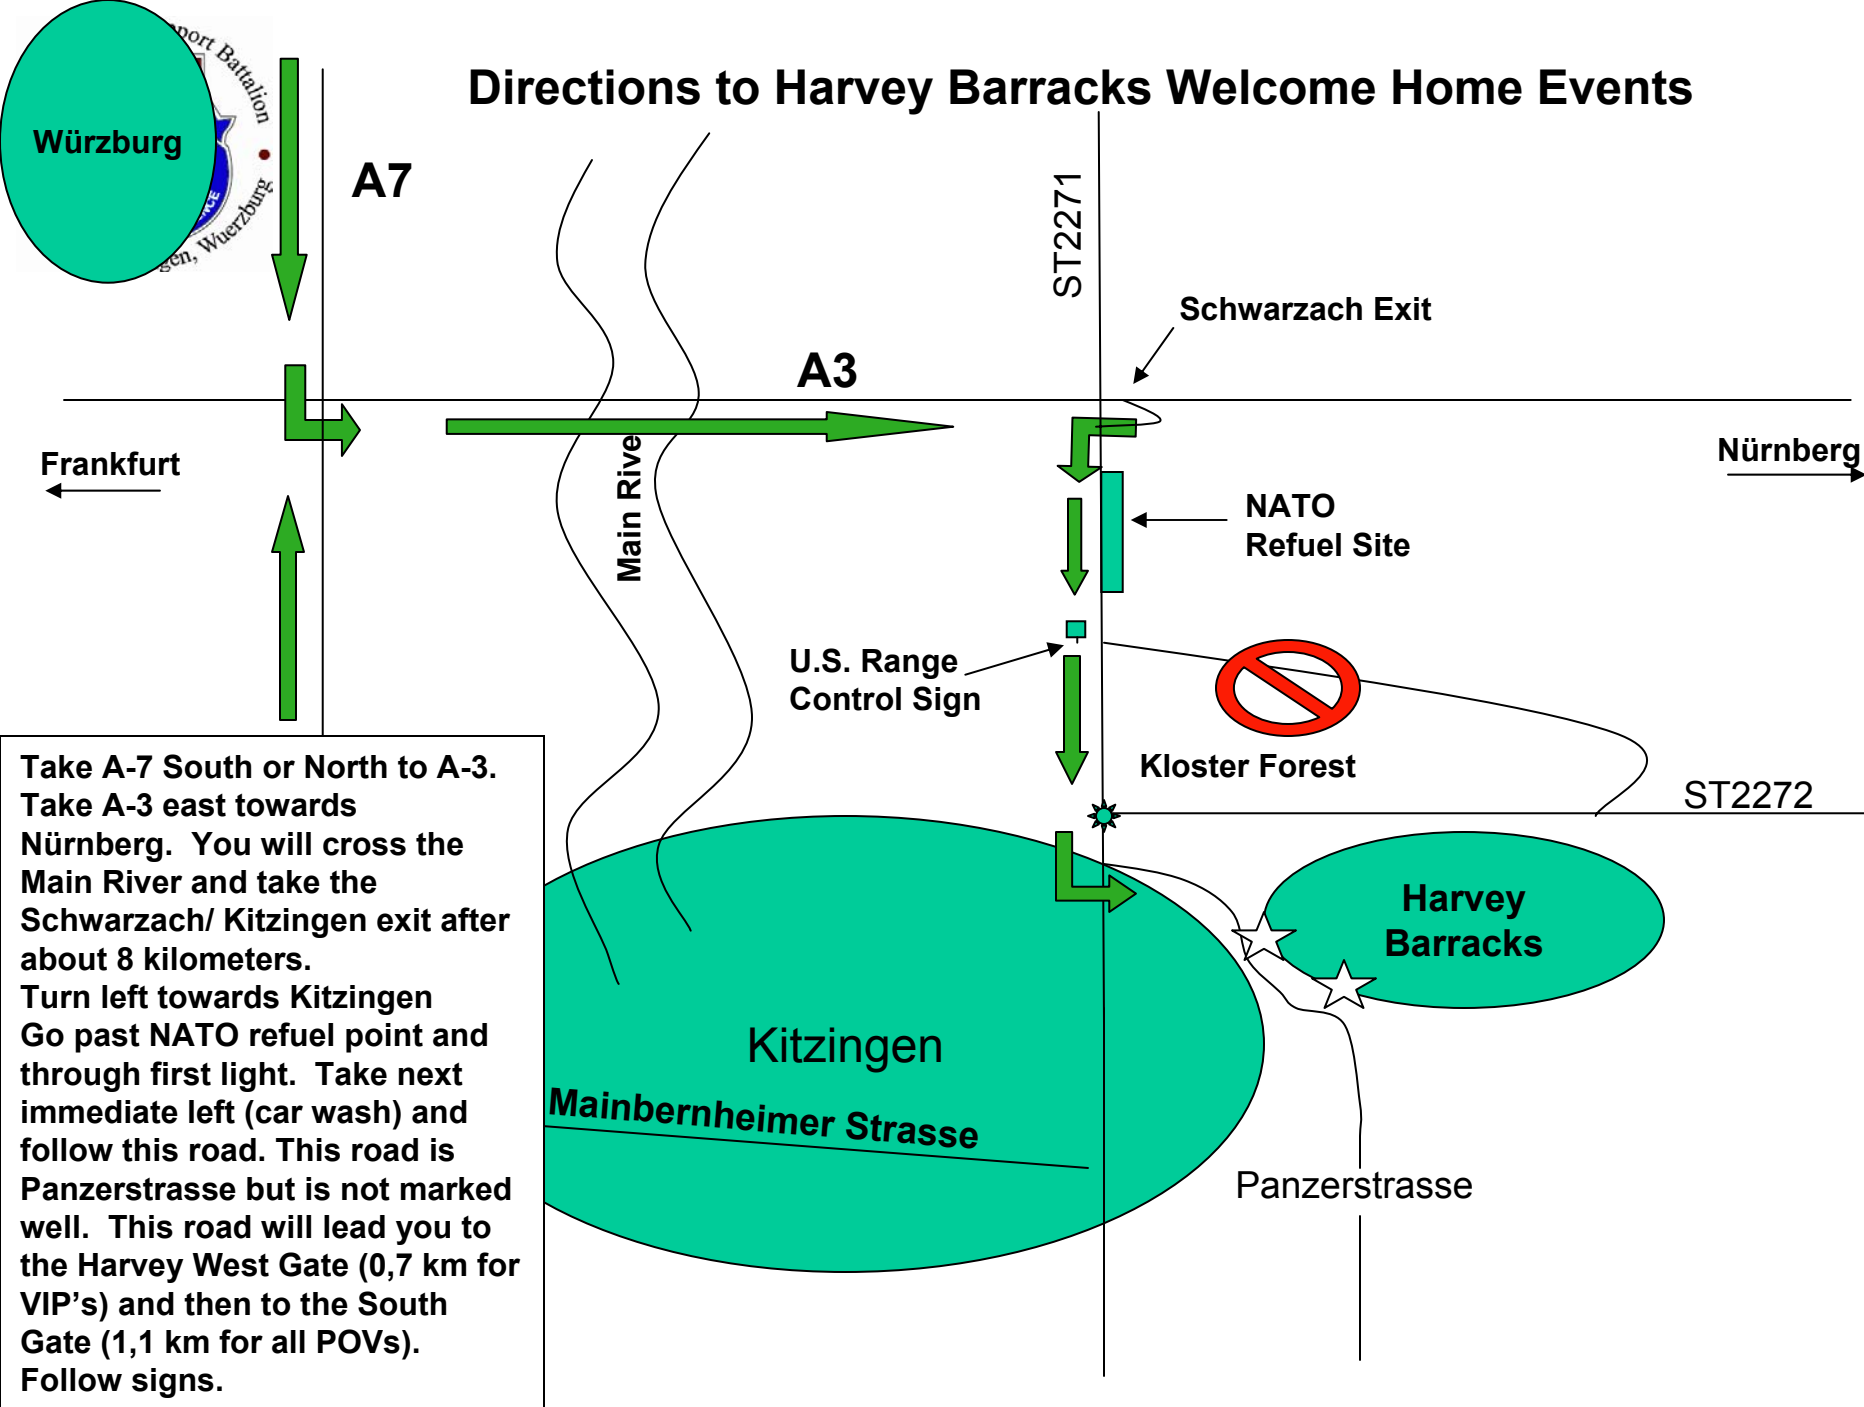 Directions to Harvey Barracks Welcome Home Events
Battalion
Würzburg
Wuerzburg
A7
ST2271
Schwarzach Exit
A3
Frankfurt
Nürnberg
Main Rive
NATO
Refuel Site
U.S. Range
Control Sign
Kloster Forest
ST2272
Take A-7 South or North to A-3.
Take A-3 east towards
Nürnberg.  You will cross the
Main River and take the
Schwarzach/ Kitzingen exit after
about 8 kilometers.
Turn left towards Kitzingen
Go past NATO refuel point and
through first light.  Take next
immediate left (car wash) and
follow this road. This road is
Panzerstrasse but is not marked
well.  This road will lead you to
the Harvey West Gate (0,7 km for
VIP’s) and then to the South
Gate (1,1 km for all POVs).
Follow signs.
Harvey
Barracks
Kitzingen
Mainbernheimer Strasse
Panzerstrasse